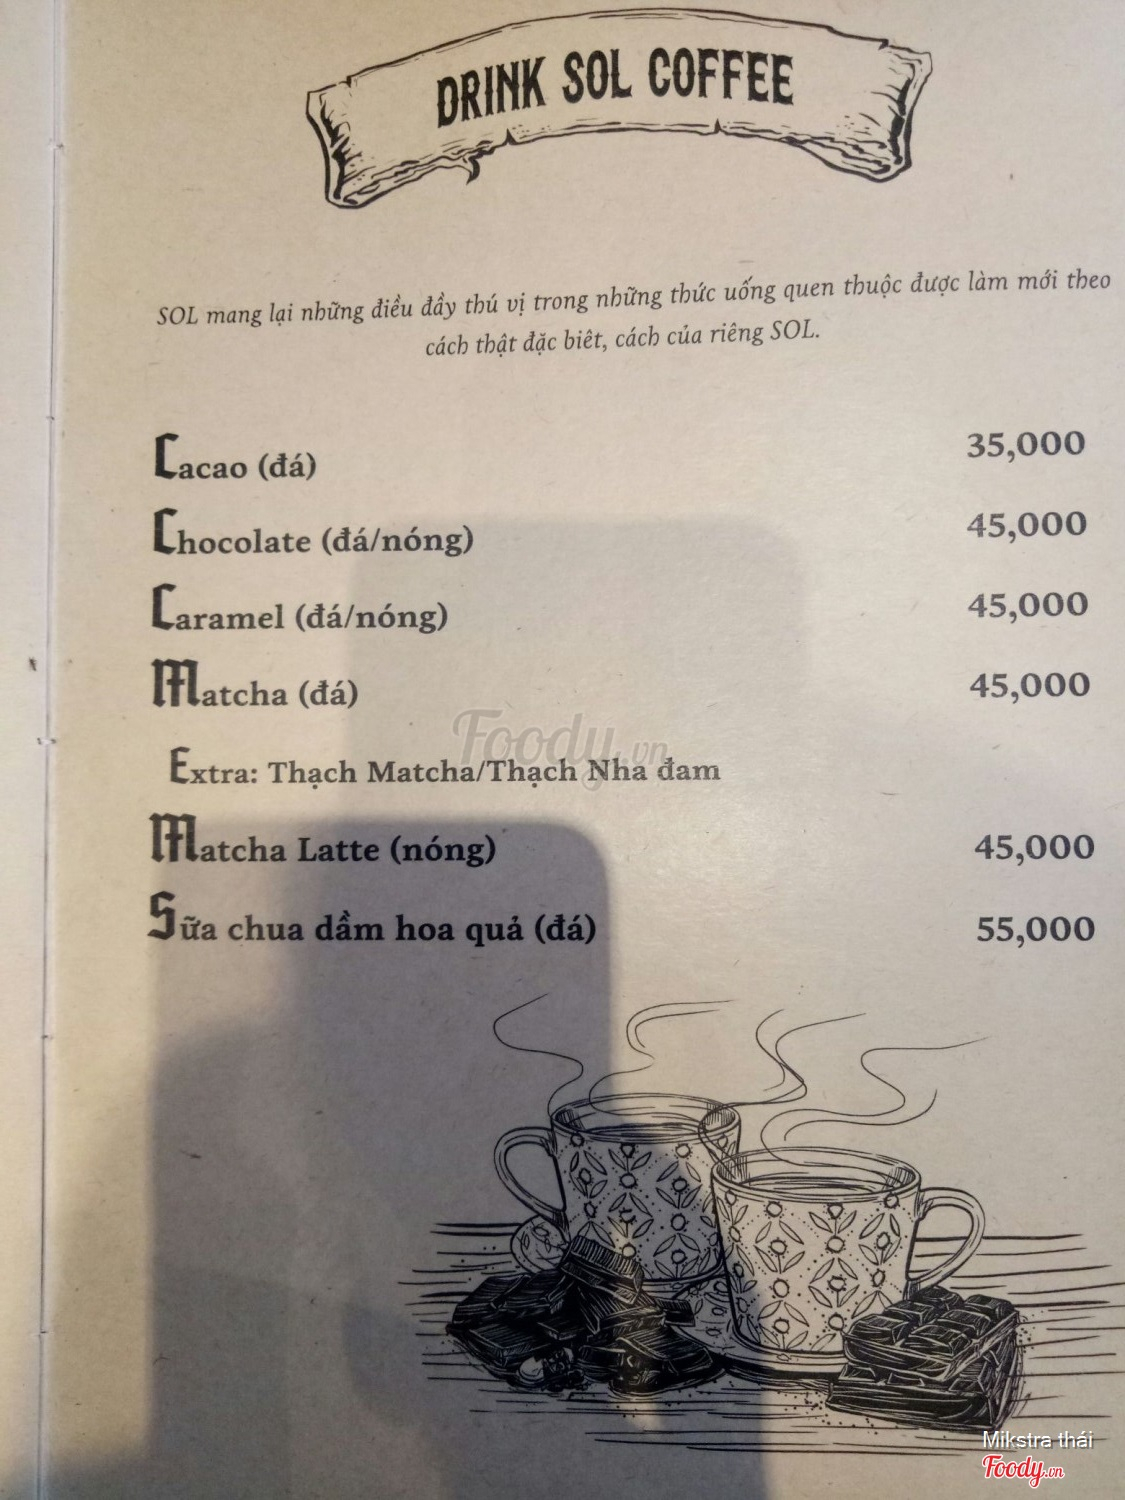 DRINK SOL COFFEE
SOL mang lại những điều đầy thú vị trong những thức uống quen thuộc được làm mới theo
cách thật đặc biêt, cách của riêng SOL.
Cacao (đá) 35,000
Chocolate (đá/nóng) 45,000
Caramel (đá/nóng) 45,000
Matcha (đá) 45,000
Foody.vn
Extra: Thạch Matcha/Thạch Nha đam
Matcha Latte (nóng) 45,000
Sữa chua dầm hoa quả (đá) 55,000
Mikstra thái
Foody.vn